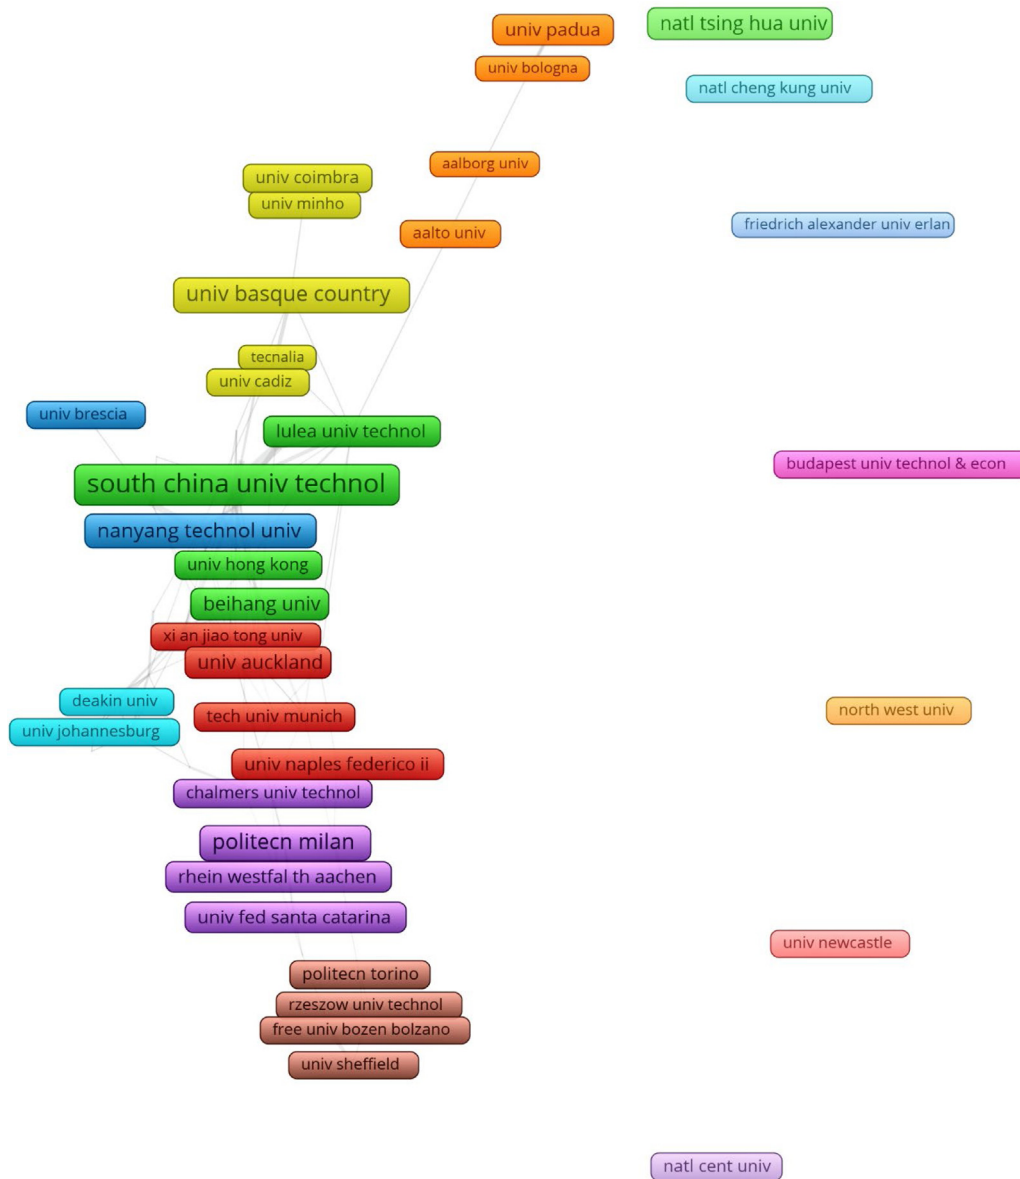 univ padua
natl tsing hua univ
univ bologna
natl cheng kung univ
aalborg univ
univ coimbra
univ minho
aalto univ
friedrich alexander univ erlan
univ basque country
tecnalia
univ cadiz
univ brescia
lulea univ technol
budapest univ technol & econ
south china univ technol
nanyang technol univ
univ hong kong
beihang univ
xi an jiao tong univ
univ auckland
deakin univ
north west univ
tech univ munich
univ johannesburg
univ naples federico ii
chalmers univ technol
politecn milan
rhein westfal th aachen
univ fed santa catarina
univ newcastle
politecn torino
rzeszow univ technol
free univ bozen bolzano
univ sheffield
natl cent univ